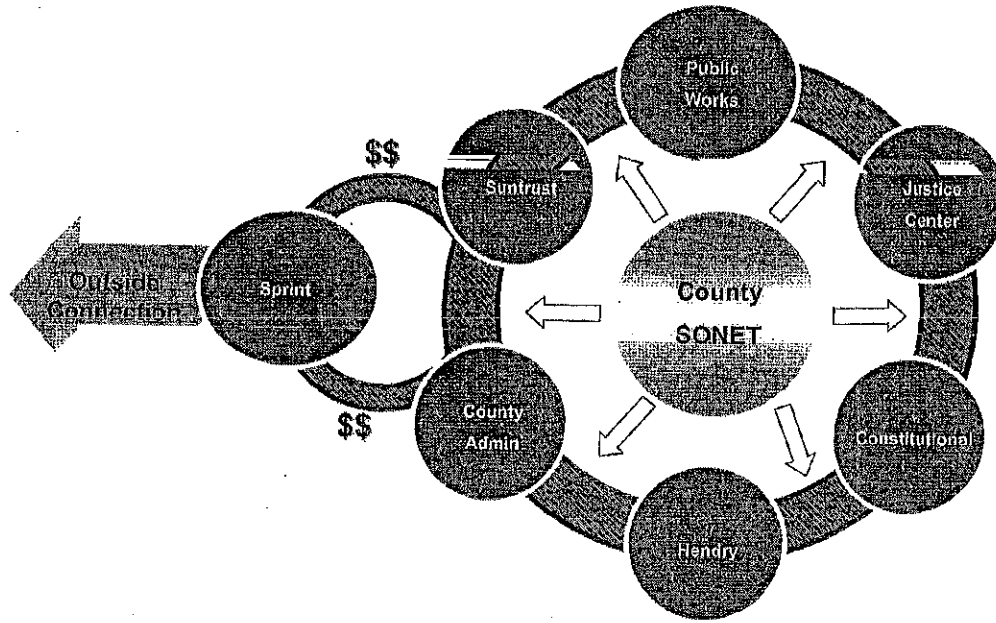 Public
Works
$$
Suntrust
Justice
Center
Outside
Connection
Sprint
County
SONET
$$
County
Admin
Constitutional
Hendry